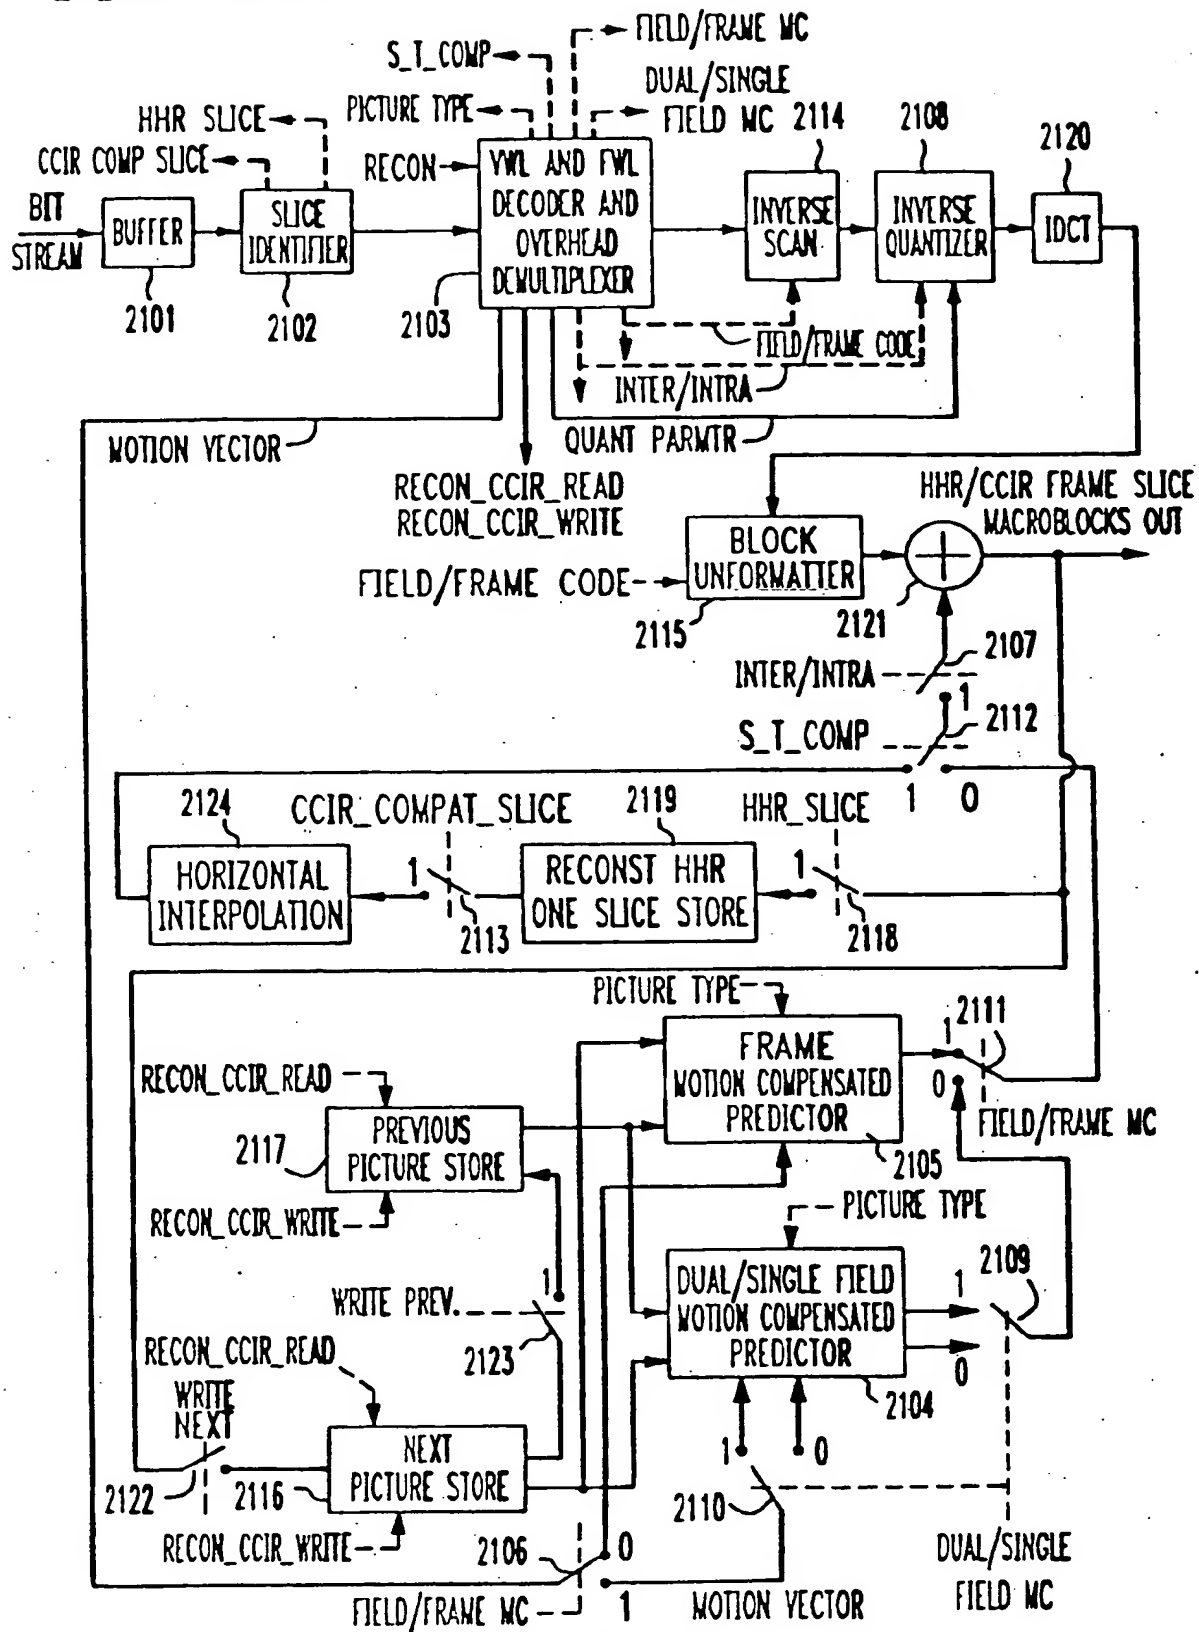 FIELD/FRAME MC
S_T_COMP
DUAL/SINGLE
FIELD MC
PICTURE TYPE
HHR SLICE
CCIR COMP SLICE
RECON
2114
2108
2120
BIT
STREAM
BUFFER
2101
SLICE
IDENTIFIER
2102
VWL AND FWL
DECODER AND
OVERHEAD
DEMULTIPLEXER
2103
INVERSE
SCAN
INVERSE
QUANTIZER
IDCT
FIELD/FRAME CODE
INTER/INTRA
QUANT PARMTR
MOTION VECTOR
RECON_CCIR_READ
RECON_CCIR_WRITE
HHR/CCIR FRAME SLICE
MACROBLOCKS OUT
BLOCK
UNFORMATTER
FIELD/FRAME CODE
2115
+
2121
2107
INTER/INTRA
1
2112
S_T_COMP
1
0
2124
CCIR_COMPAT_SLICE
2119
HHR_SLICE
HORIZONTAL
INTERPOLATION
1
2113
RECONST HHR
ONE SLICE STORE
1
2118
PICTURE TYPE
FRAME
MOTION COMPENSATED
PREDICTOR
2105
1
2111
0
FIELD/FRAME MC
RECON_CCIR_READ
2117
PREVIOUS
PICTURE STORE
RECON_CCIR_WRITE
PICTURE TYPE
DUAL/SINGLE FIELD
MOTION COMPENSATED
PREDICTOR
2104
1
0
2109
WRITE PREV.
1
2123
RECON_CCIR_READ
WRITE
NEXT
2122
2116
NEXT
PICTURE STORE
RECON_CCIR_WRITE
1
0
2110
2106
0
1
FIELD/FRAME MC
MOTION VECTOR
DUAL/SINGLE
FIELD MC